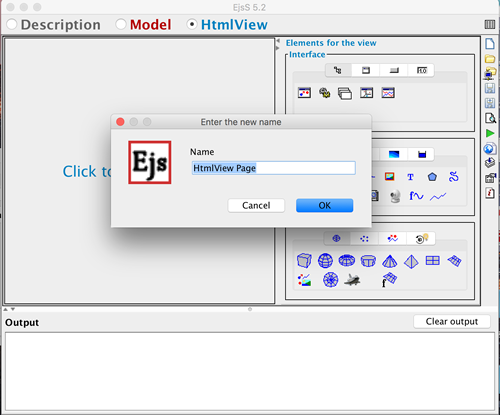 EjsS 5.2
Description
Model
HtmlView
Elements for the view
Interface
Enter the new name
Ejs
Name
HtmlView Page
Cancel
OK
Click to
Output
Clear output